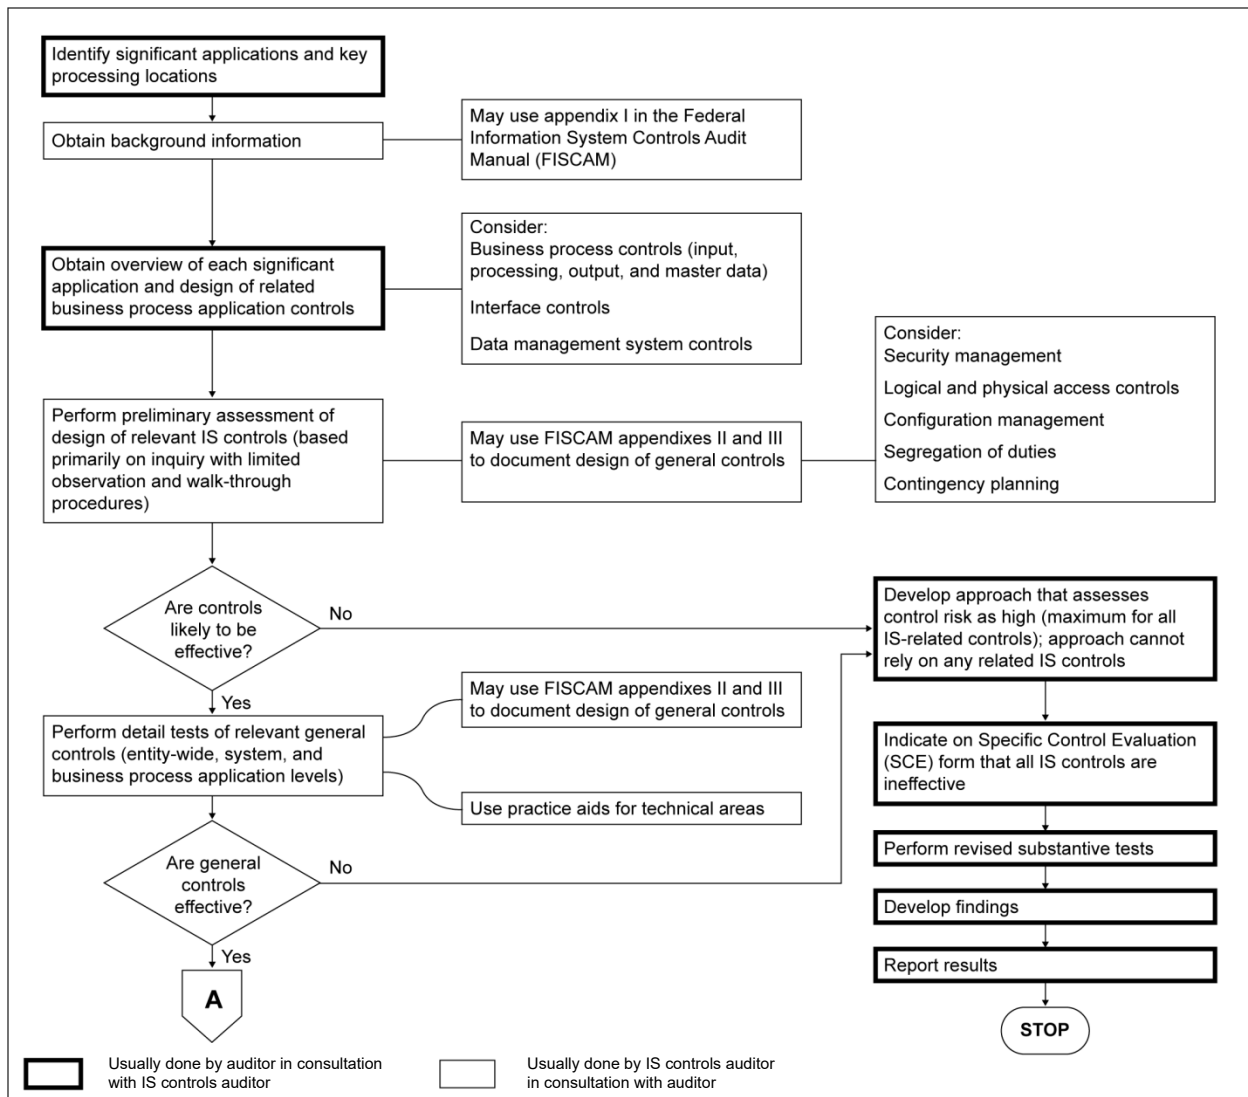 Identify significant applications and key
processing locations
Obtain background information
May use appendix I in the Federal
Information System Controls Audit
Manual (FISCAM)
Obtain overview of each significant
application and design of related
business process application controls
Consider:
Business process controls (input,
processing, output, and master data)
Interface controls
Data management system controls
Perform preliminary assessment of
design of relevant IS controls (based
primarily on inquiry with limited
observation and walk-through
procedures)
May use FISCAM appendixes II and III
to document design of general controls
Consider:
Security management
Logical and physical access controls
Configuration management
Segregation of duties
Contingency planning
Are controls
likely to be
effective?
No
Yes
Perform detail tests of relevant general
controls (entity-wide, system, and
business process application levels)
May use FISCAM appendixes II and III
to document design of general controls
Use practice aids for technical areas
Are general
controls
effective?
No
Yes
A
Develop approach that assesses
control risk as high (maximum for all
IS-related controls); approach cannot
rely on any related IS controls
Indicate on Specific Control Evaluation
(SCE) form that all IS controls are
ineffective
Perform revised substantive tests
Develop findings
Report results
STOP
Usually done by auditor in consultation
with IS controls auditor
Usually done by IS controls auditor
in consultation with auditor